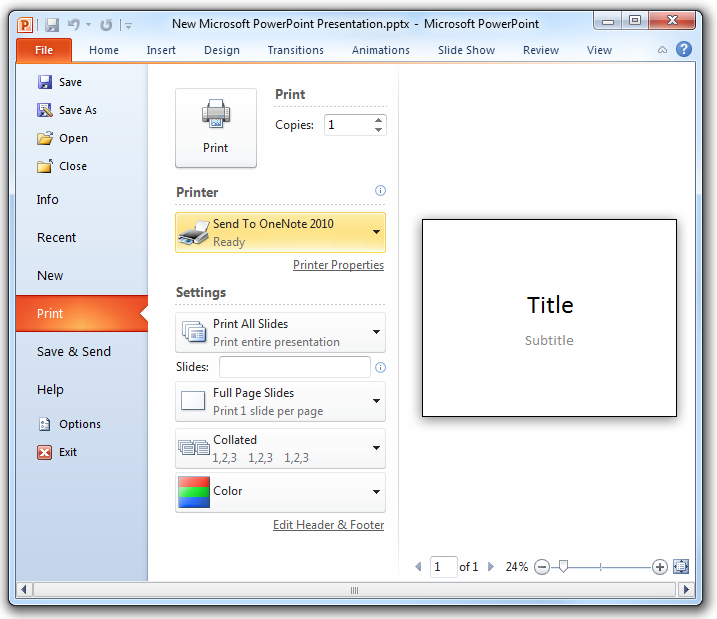 New Microsoft PowerPoint Presentation.pptx - Microsoft PowerPoint
File Home Insert Design Transitions Animations Slide Show Review View
Save
Save As
Open
Close
Info
Recent
New
Print
Save & Send
Help
Options
Exit
Print
Print
Copies: 1
Printer
Send To OneNote 2010
Ready
Printer Properties
Settings
Print All Slides
Print entire presentation
Slides:
Full Page Slides
Print 1 slide per page
Collated
1,2,3 1,2,3 1,2,3
Color
Edit Header & Footer
Title
Subtitle
1 of 1 24%